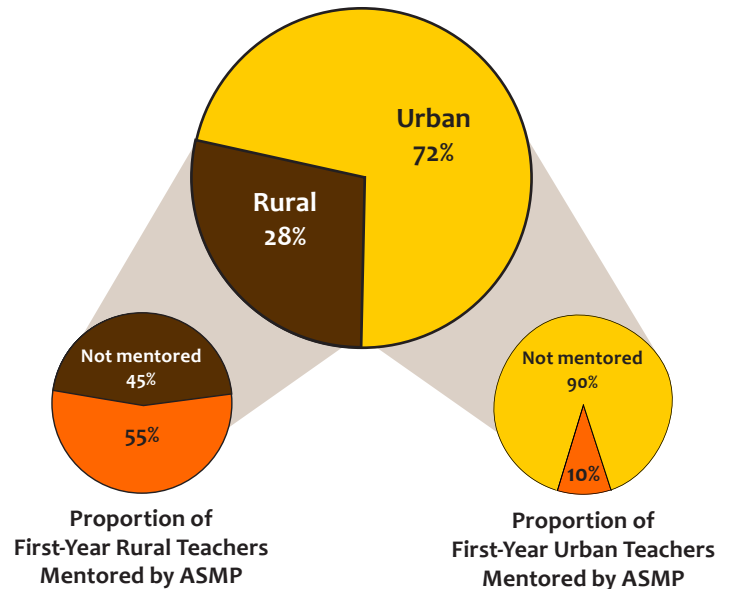 Urban
72%
Rural
28%
Not mentored
45%
55%
Proportion of
First-Year Rural Teachers
Mentored by ASMP
Not mentored
90%
10%
Proportion of
First-Year Urban Teachers
Mentored by ASMP